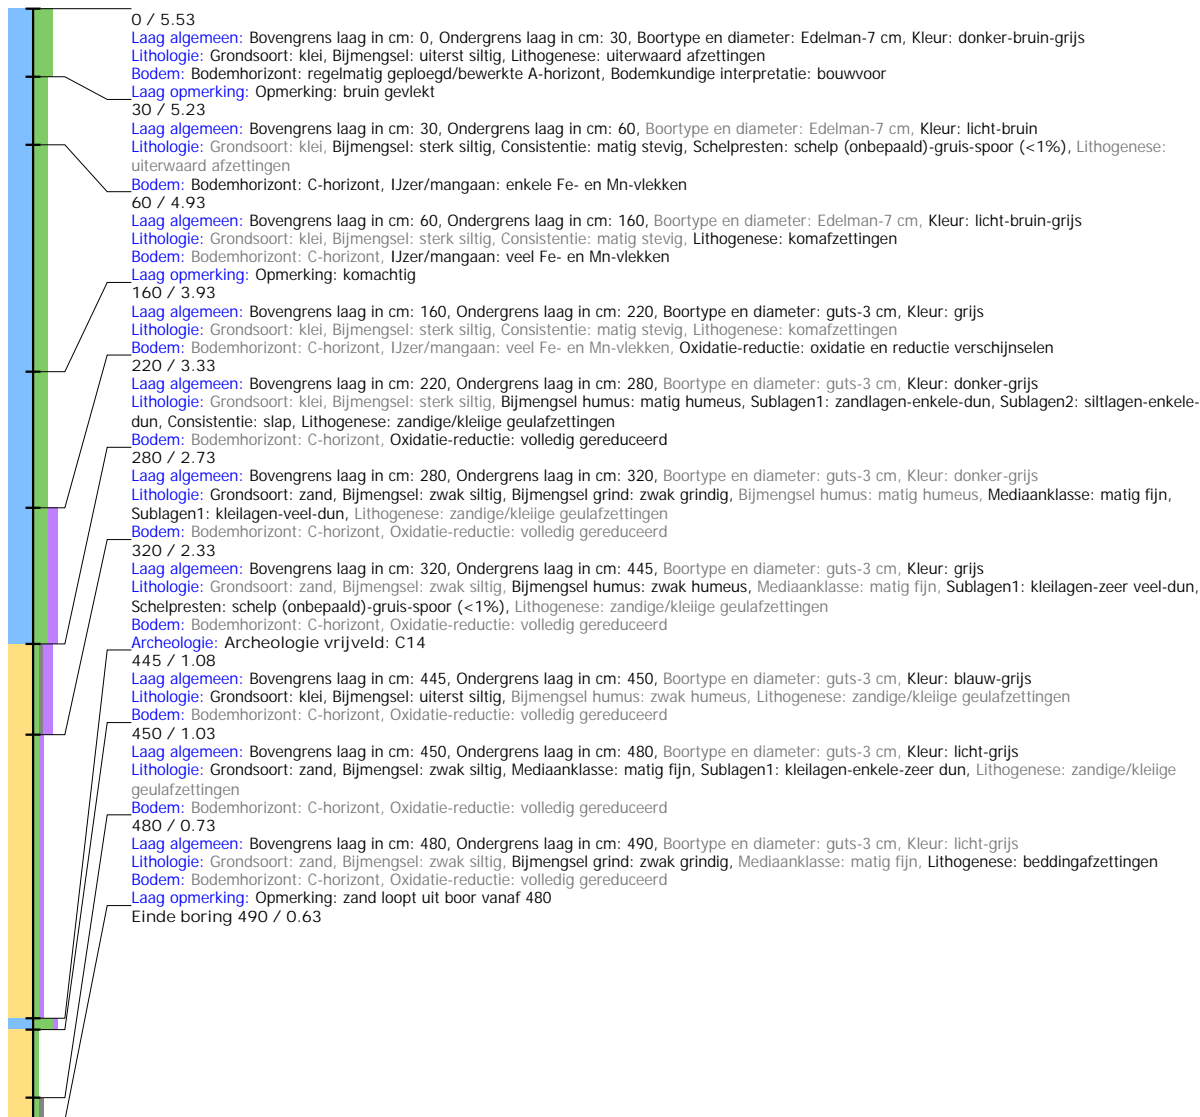 0 / 5.53
Laag algemeen: Bovengrens laag in cm: 0, Ondergrens laag in cm: 30, Boortype en diameter: Edelman-7 cm, Kleur: donker-bruin-grijs
Lithologie: Grondsoort: klei, Bijmengsel: uiterst siltig, Lithogenese: uiterwaard afzettingen
Bodem: Bodemhorizont: regelmatig geploegd/bewerkte A-horizont, Bodemkundige interpretatie: bouwvoor
Laag opmerking: Opmerking: bruin gevlekt
30 / 5.23
Laag algemeen: Bovengrens laag in cm: 30, Ondergrens laag in cm: 60, Boortype en diameter: Edelman-7 cm, Kleur: licht-bruin
Lithologie: Grondsoort: klei, Bijmengsel: sterk siltig, Consistentie: matig stevig, Schelpresten: schelp (onbepaald)-gruis-spoor (<1%), Lithogenese:
uiterwaard afzettingen
Bodem: Bodemhorizont: C-horizont, IJzer/mangaan: enkele Fe- en Mn-vlekken
60 / 4.93
Laag algemeen: Bovengrens laag in cm: 60, Ondergrens laag in cm: 160, Boortype en diameter: Edelman-7 cm, Kleur: licht-bruin-grijs
Lithologie: Grondsoort: klei, Bijmengsel: sterk siltig, Consistentie: matig stevig, Lithogenese: komafzettingen
Bodem: Bodemhorizont: C-horizont, IJzer/mangaan: veel Fe- en Mn-vlekken
Laag opmerking: Opmerking: komachtig
160 / 3.93
Laag algemeen: Bovengrens laag in cm: 160, Ondergrens laag in cm: 220, Boortype en diameter: guts-3 cm, Kleur: grijs
Lithologie: Grondsoort: klei, Bijmengsel: sterk siltig, Consistentie: matig stevig, Lithogenese: komafzettingen
Bodem: Bodemhorizont: C-horizont, IJzer/mangaan: veel Fe- en Mn-vlekken, Oxidatie-reductie: oxidatie en reductie verschijnselen
220 / 3.33
Laag algemeen: Bovengrens laag in cm: 220, Ondergrens laag in cm: 280, Boortype en diameter: guts-3 cm, Kleur: donker-grijs
Lithologie: Grondsoort: klei, Bijmengsel: sterk siltig, Bijmengsel humus: matig humeus, Sublagen1: zandlagen-enkele-dun, Sublagen2: siltlagen-enkele-
dun, Consistentie: slap, Lithogenese: zandige/kleiige geulafzettingen
Bodem: Bodemhorizont: C-horizont, Oxidatie-reductie: volledig gereduceerd
280 / 2.73
Laag algemeen: Bovengrens laag in cm: 280, Ondergrens laag in cm: 320, Boortype en diameter: guts-3 cm, Kleur: donker-grijs
Lithologie: Grondsoort: zand, Bijmengsel: zwak siltig, Bijmengsel grind: zwak grindig, Bijmengsel humus: matig humeus, Mediaanklasse: matig fijn,
Sublagen1: kleilagen-veel-dun, Lithogenese: zandige/kleiige geulafzettingen
Bodem: Bodemhorizont: C-horizont, Oxidatie-reductie: volledig gereduceerd
320 / 2.33
Laag algemeen: Bovengrens laag in cm: 320, Ondergrens laag in cm: 445, Boortype en diameter: guts-3 cm, Kleur: grijs
Lithologie: Grondsoort: zand, Bijmengsel: zwak siltig, Bijmengsel humus: zwak humeus, Mediaanklasse: matig fijn, Sublagen1: kleilagen-zeer veel-dun,
Schelpresten: schelp (onbepaald)-gruis-spoor (<1%), Lithogenese: zandige/kleiige geulafzettingen
Bodem: Bodemhorizont: C-horizont, Oxidatie-reductie: volledig gereduceerd
Archeologie: Archeologie vrijveld: C14
445 / 1.08
Laag algemeen: Bovengrens laag in cm: 445, Ondergrens laag in cm: 450, Boortype en diameter: guts-3 cm, Kleur: blauw-grijs
Lithologie: Grondsoort: klei, Bijmengsel: uiterst siltig, Bijmengsel humus: zwak humeus, Lithogenese: zandige/kleiige geulafzettingen
Bodem: Bodemhorizont: C-horizont, Oxidatie-reductie: volledig gereduceerd
450 / 1.03
Laag algemeen: Bovengrens laag in cm: 450, Ondergrens laag in cm: 480, Boortype en diameter: guts-3 cm, Kleur: licht-grijs
Lithologie: Grondsoort: zand, Bijmengsel: zwak siltig, Mediaanklasse: matig fijn, Sublagen1: kleilagen-enkele-zeer dun, Lithogenese: zandige/kleiige
geulafzettingen
Bodem: Bodemhorizont: C-horizont, Oxidatie-reductie: volledig gereduceerd
480 / 0.73
Laag algemeen: Bovengrens laag in cm: 480, Ondergrens laag in cm: 490, Boortype en diameter: guts-3 cm, Kleur: licht-grijs
Lithologie: Grondsoort: zand, Bijmengsel: zwak siltig, Bijmengsel grind: zwak grindig, Mediaanklasse: matig fijn, Lithogenese: beddingafzettingen
Bodem: Bodemhorizont: C-horizont, Oxidatie-reductie: volledig gereduceerd
Laag opmerking: Opmerking: zand loopt uit boor vanaf 480
Einde boring 490 / 0.63